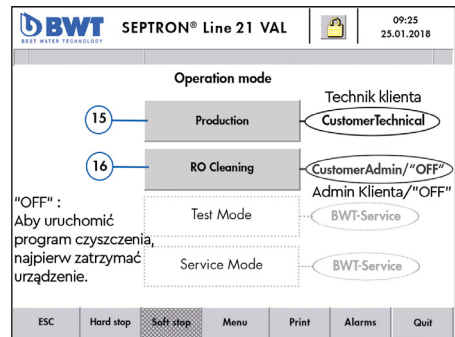 BWT
BEST WATER TECHNOLOGY
SEPTRON® Line 21 VAL
09:25
25.01.2018
Operation mode
Technik klienta
15
Production
CustomerTechnical
16
RO Cleaning
CustomerAdmin/"OFF"
Admin Klienta/"OFF"
"OFF" :
Aby uruchomić
program czyszczenia,
najpierw zatrzymać
urządzenie.
Test Mode
BWT-Service
Service Mode
BWT-Service
ESC
Hard stop
Soft stop
Menu
Print
Alarms
Quit